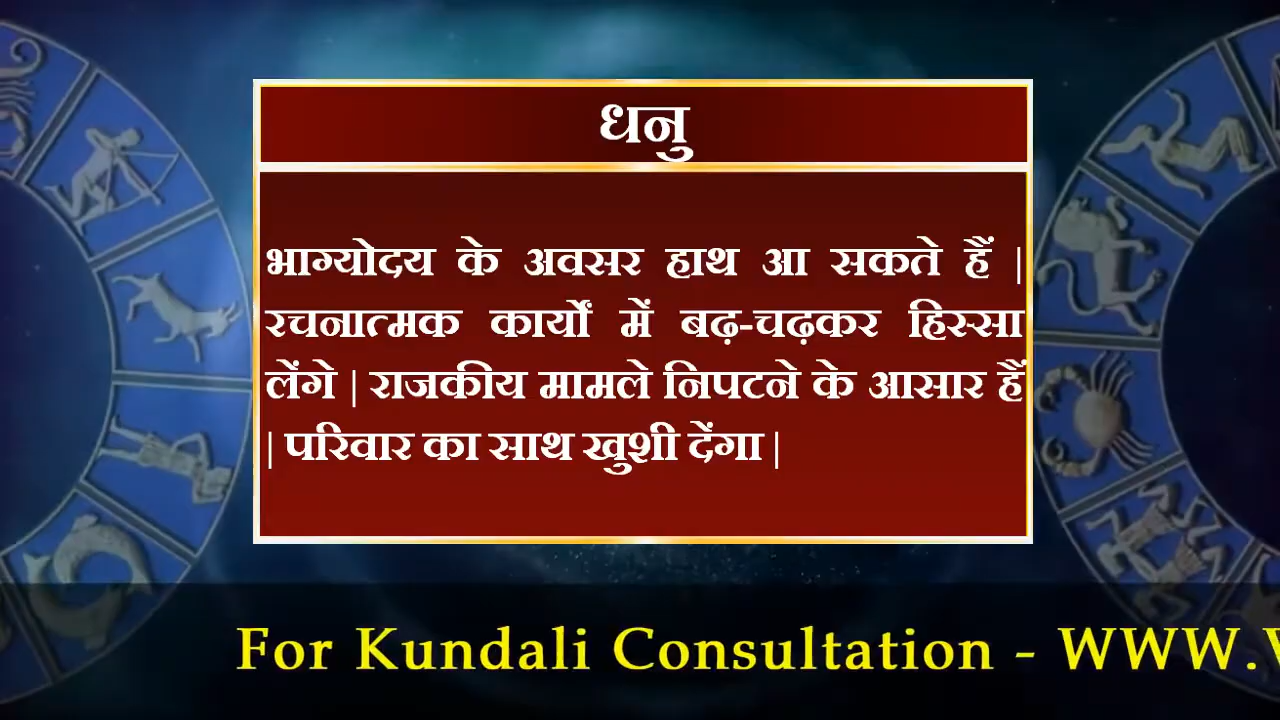 धनु
भाग्योदय के अवसर हाथ आ सकते हैं |
रचनात्मक कार्यों में बढ़-चढ़कर हिस्सा
लेंगे | राजकीय मामले निपटने के आसार हैं
| परिवार का साथ खुशी देंगा |
For Kundali Consultation - WWW.